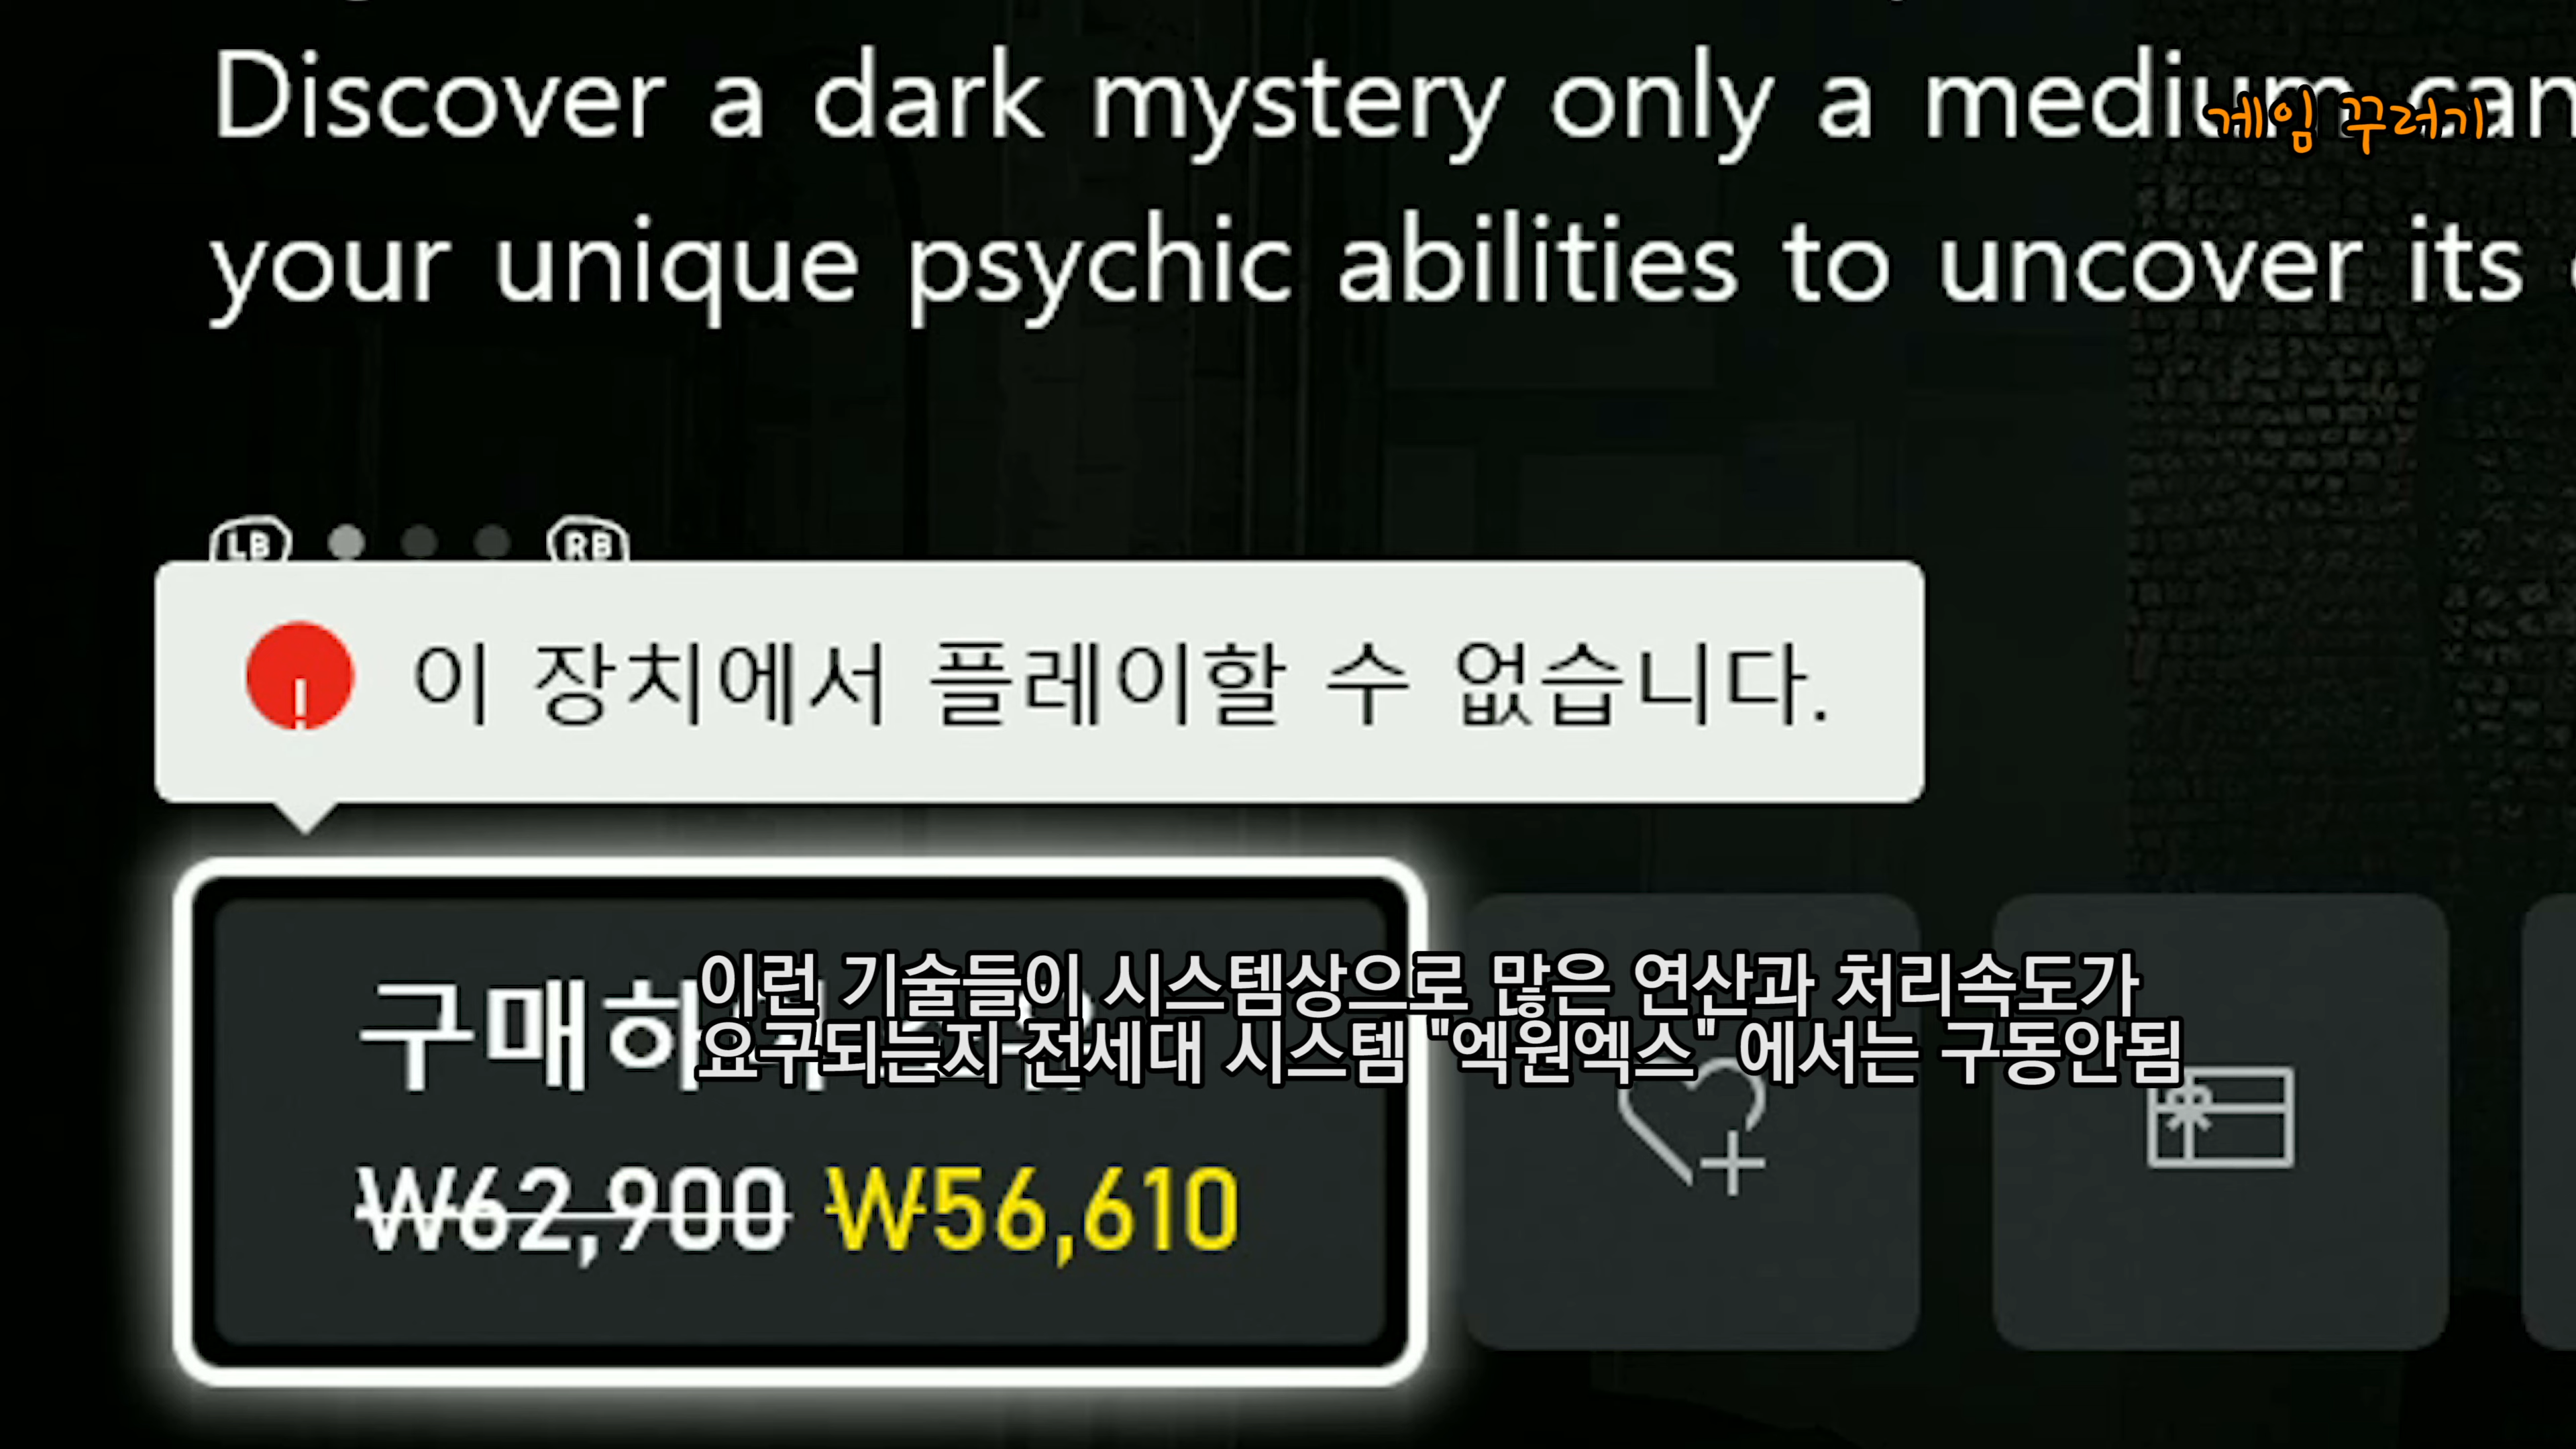 Discover a dark mystery only a medium can
게임 꾸러기
your unique psychic abilities to uncover its
LB RB
이 장치에서 플레이할 수 없습니다.
이런 기술들이 시스템상으로 많은 연산과 처리속도가
요구되는지 전세대 시스템 "엑원엑스" 에서는 구동안됨
₩62,900 ₩56,610